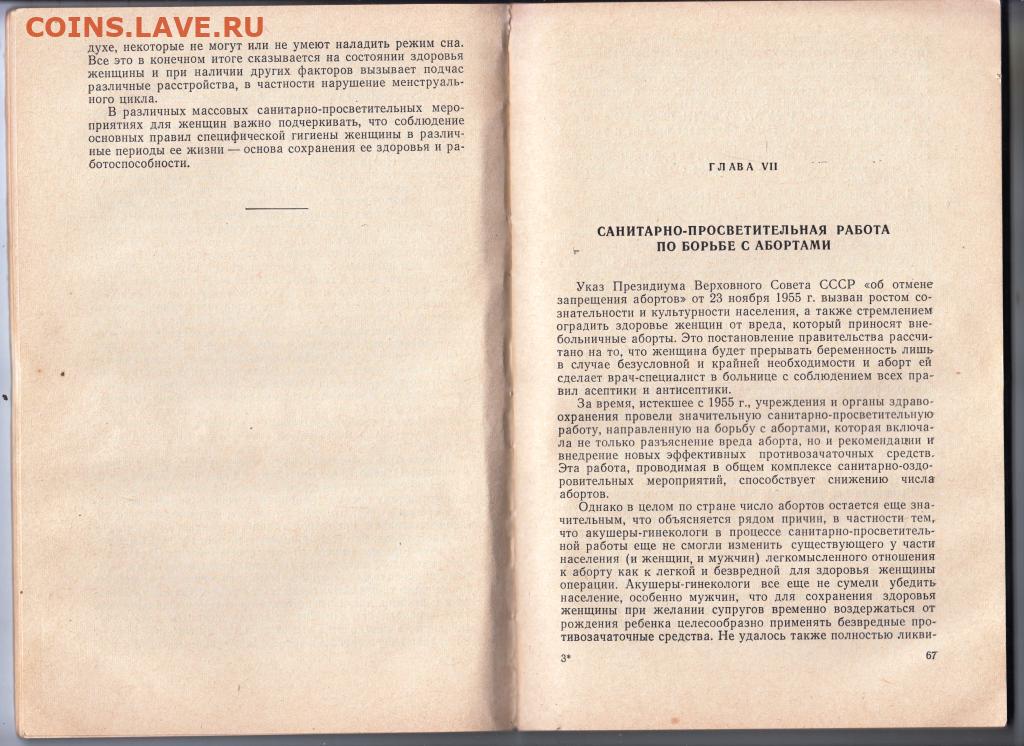 COINS.LAVE.RU
духе, некоторые не могут или не умеют наладить режим сна.
Все это в конечном итоге сказывается на состоянии здоровья
женщины и при наличии других факторов вызывает подчас
различные расстройства, в частности нарушение менструаль-
ного цикла.
В различных массовых санитарно-просветительных меро-
приятиях для женщин важно подчеркивать, что соблюдение
основных правил специфической гигиены женщины в различ-
ные периоды ее жизни — основа сохранения ее здоровья и ра-
ботоспособности.
ГЛАВА VII
САНИТАРНО-ПРОСВЕТИТЕЛЬНАЯ РАБОТА
ПО БОРЬБЕ С АБОРТАМИ
Указ Президиума Верховного Совета СССР «об отмене
запрещения абортов» от 23 ноября 1955 г. вызван ростом со-
знательности и культурности населения, а также стремлением
оградить здоровье женщин от вреда, который приносят вне-
больничные аборты. Это постановление правительства рассчи-
тано на то, что женщина будет прерывать беременность лишь
в случае безусловной и крайней необходимости и аборт ей
сделает врач-специалист в больнице с соблюдением всех пра-
вил асептики и антисептики.
За время, истекшее с 1955 г., учреждения и органы здраво-
охранения провели значительную санитарно-просветительную
работу, направленную на борьбу с абортами, которая включа-
ла не только разъяснение вреда аборта, но и рекомендации и
внедрение новых эффективных противозачаточных средств.
Эта работа, проводимая в общем комплексе санитарно-оздо-
ровительных мероприятий, способствует снижению числа
абортов.
Однако в целом по стране число абортов остается еще зна-
чительным, что объясняется рядом причин, в частности тем,
что акушеры-гинекологи в процессе санитарно-просветитель-
ной работы еще не смогли изменить существующего у части
населения (и женщин, и мужчин) легкомысленного отношения
к аборту как к легкой и безвредной для здоровья женщины
операции. Акушеры-гинекологи все еще не сумели убедить
население, особенно мужчин, что для сохранения здоровья
женщины при желании супругов временно воздержаться от
рождения ребенка целесообразно применять безвредные про-
тивозачаточные средства. Не удалось также полностью ликви-
3*
67